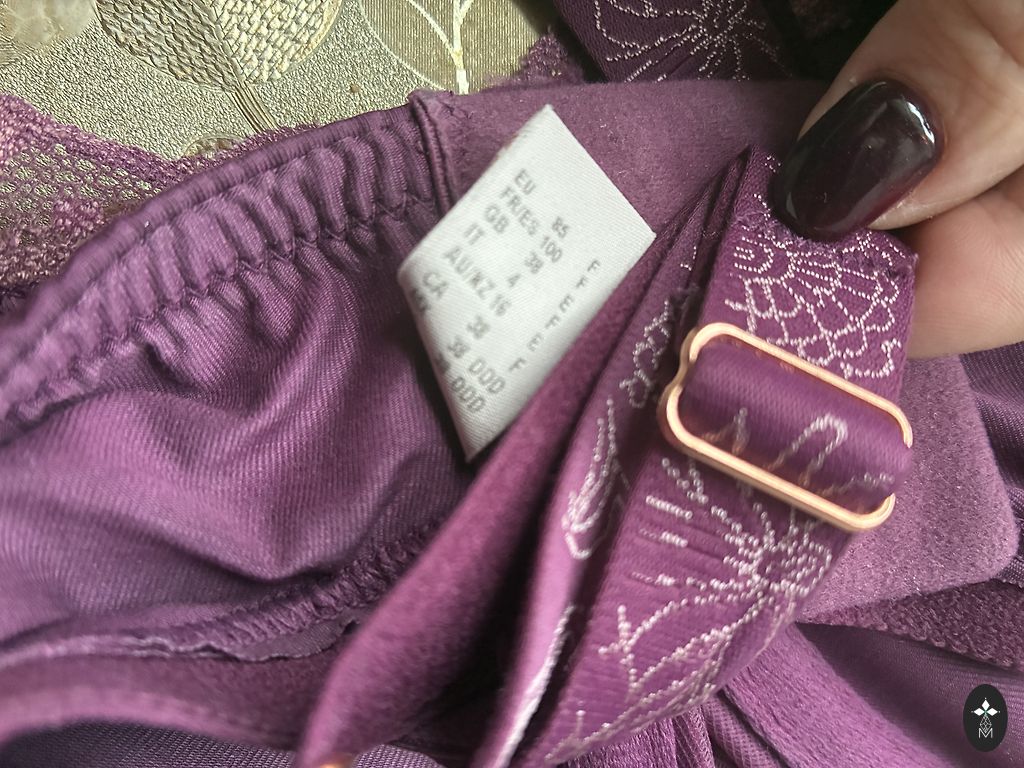 EU 85 F
FR/ES 100 F
GB 38 E
IT 4 F
AU/NZ 16 E
CA 38 F
38 DDD
DDD
M